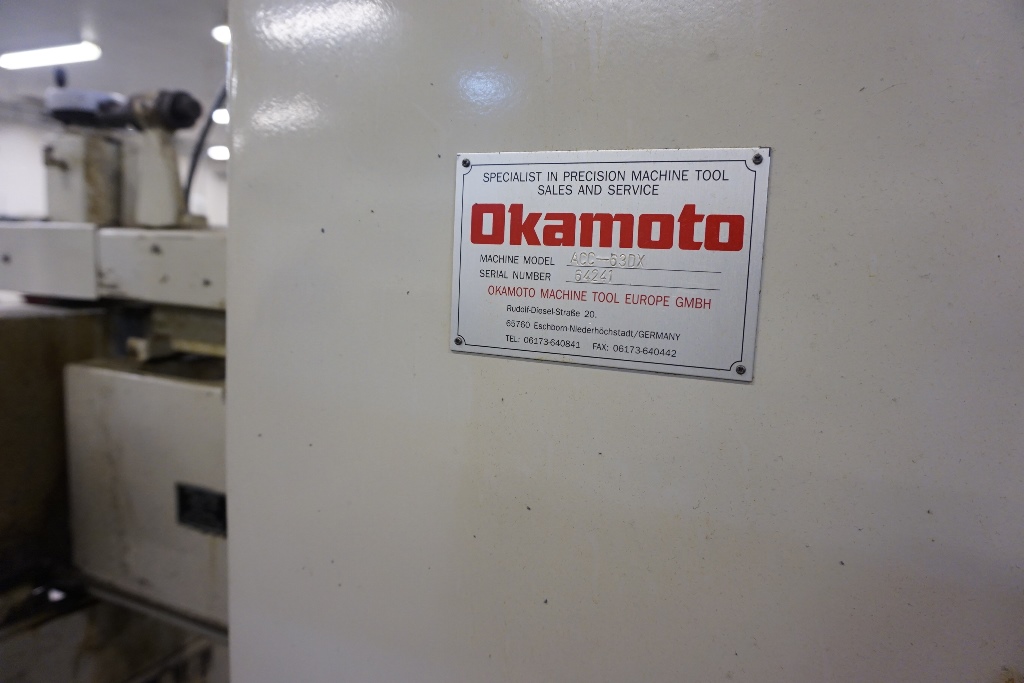 SPECIALIST IN PRECISION MACHINE TOOL
SALES AND SERVICE
Okamoto
MACHINE MODEL ACC-63DX
SERIAL NUMBER 64241
OKAMOTO MACHINE TOOL EUROPE GMBH
Rudolf-Diesel-Straße 20,
65760 Eschborn-Niederhöchstadt/GERMANY
TEL: 06173-640841 FAX: 06173-640442